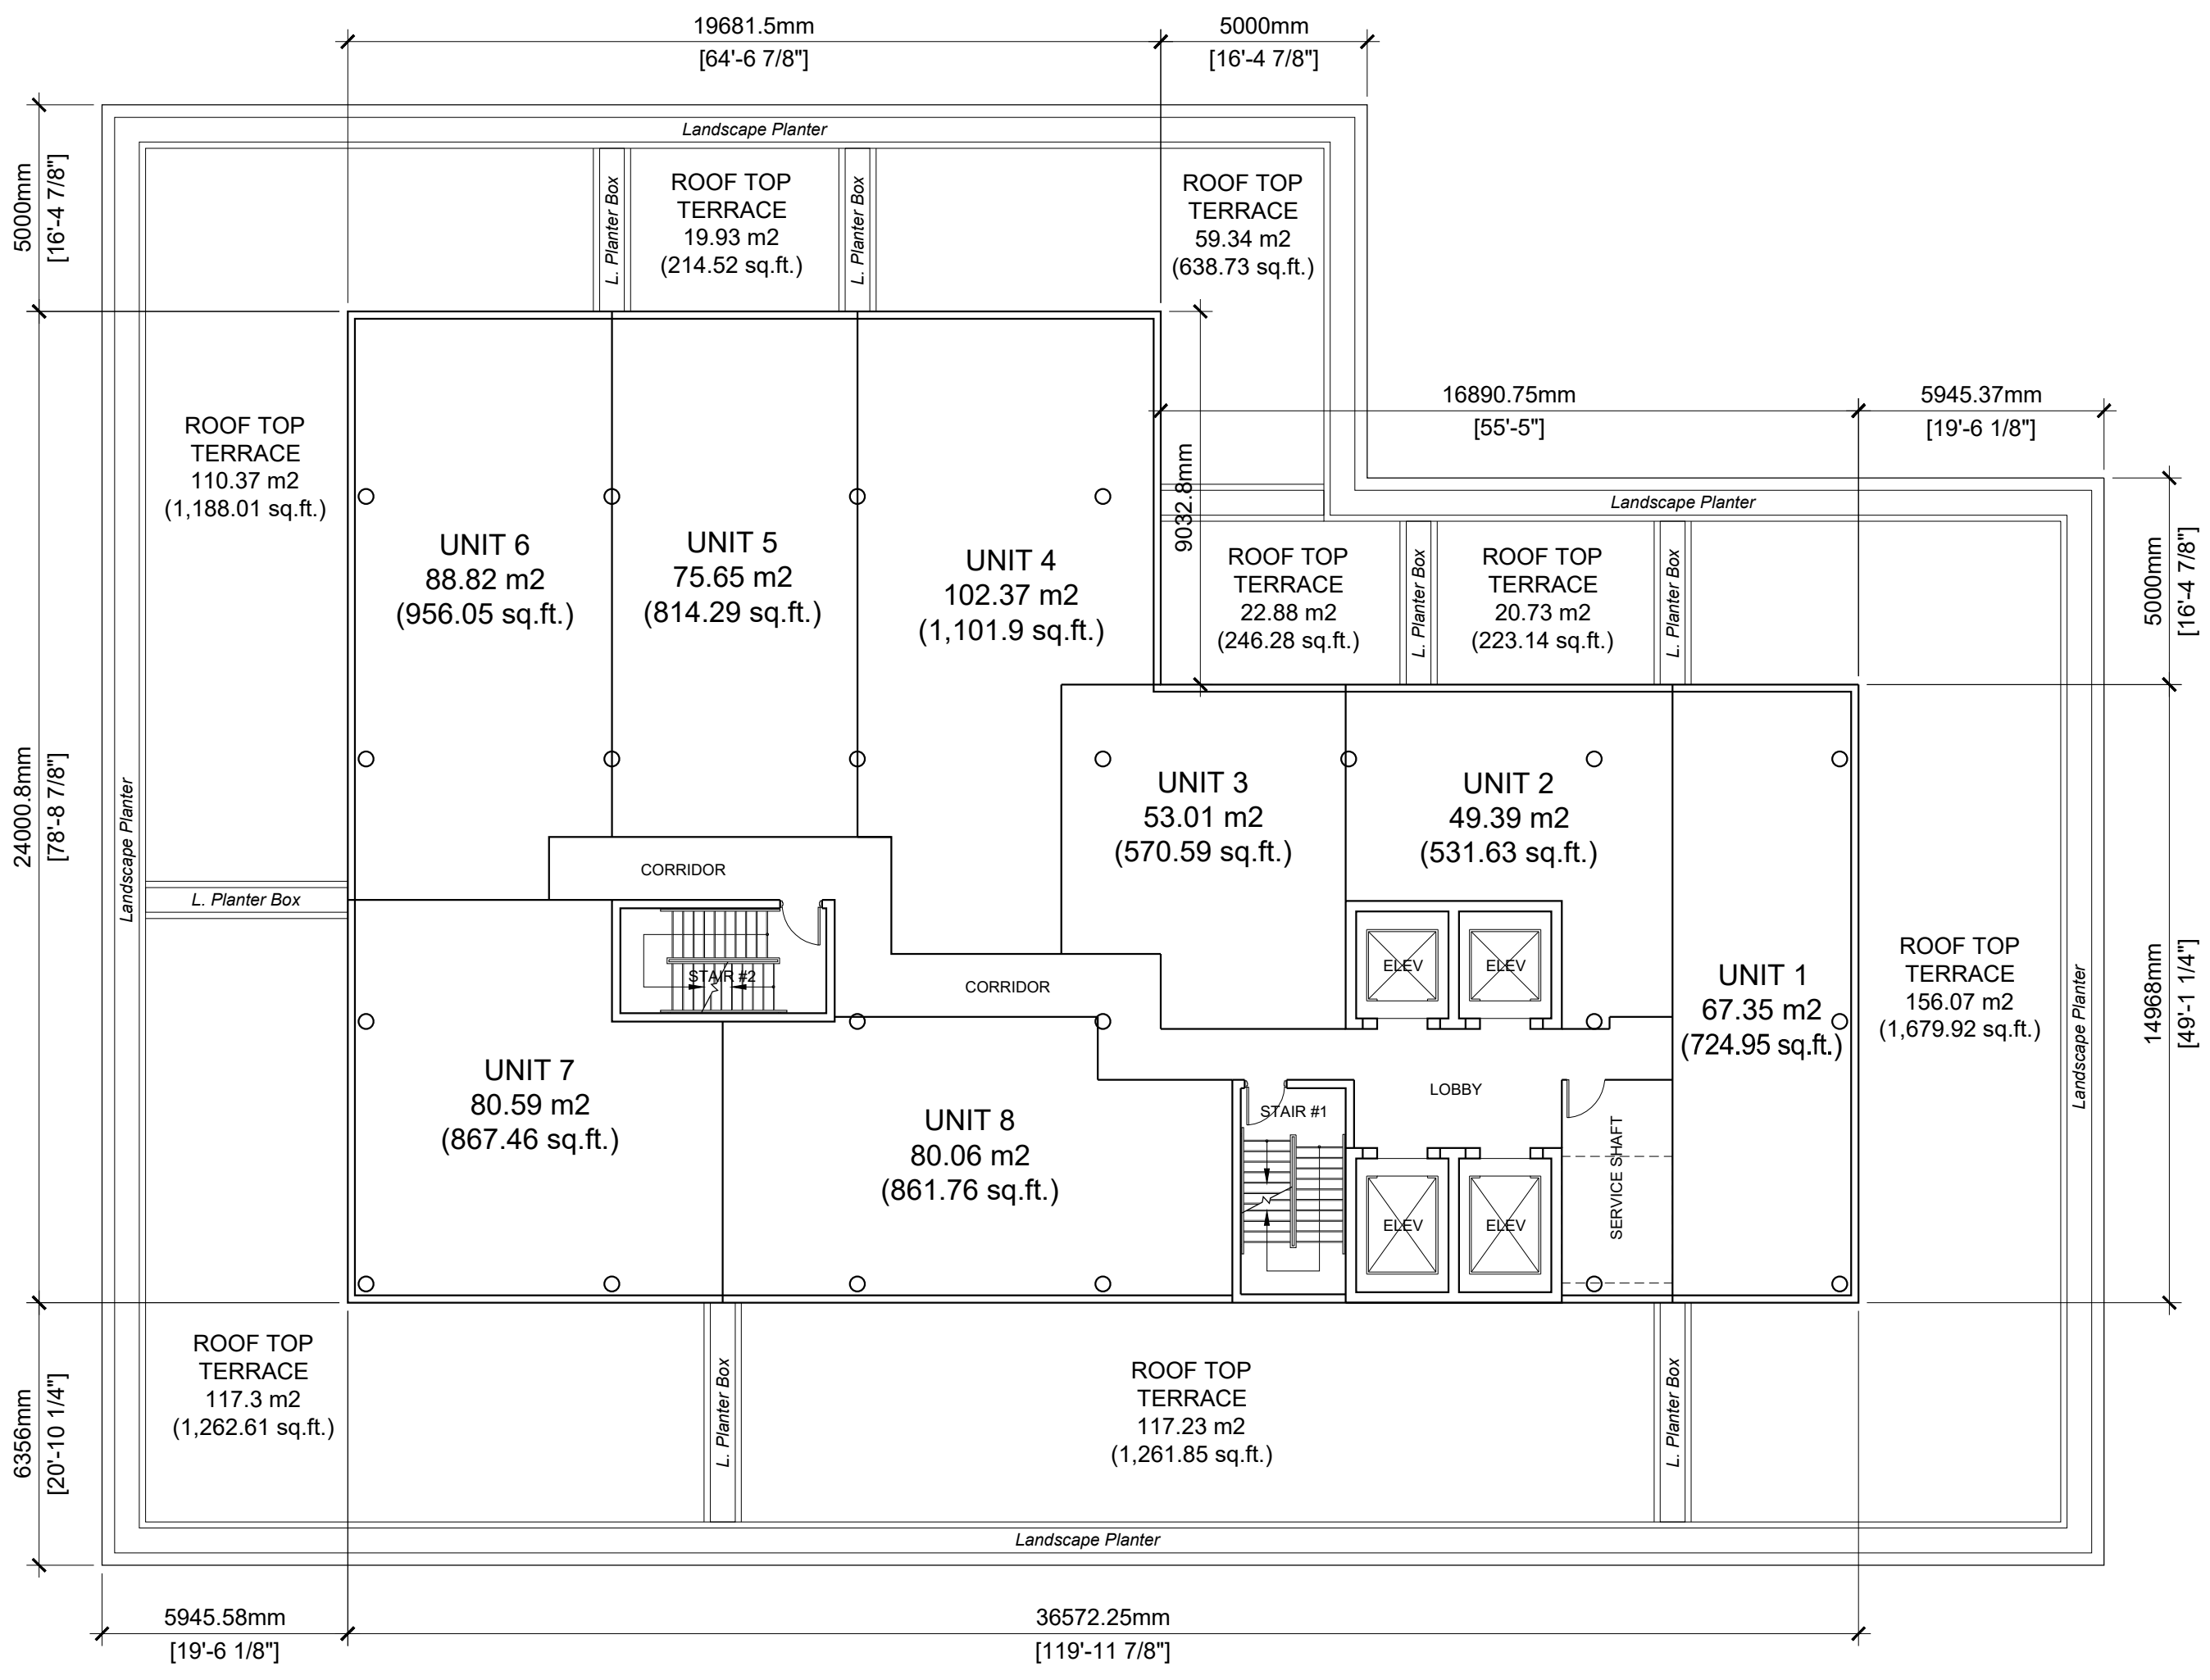 19681.5mm
[64'-6 7/8"]
5000mm
[16'-4 7/8"]
Landscape Planter
5000mm
[16'-4 7/8"]
L. Planter Box
ROOF TOP
TERRACE
19.93 m2
(214.52 sq.ft.)
L. Planter Box
ROOF TOP
TERRACE
59.34 m2
(638.73 sq.ft.)
16890.75mm
[55'-5"]
5945.37mm
[19'-6 1/8"]
ROOF TOP
TERRACE
110.37 m2
(1,188.01 sq.ft.)
9032.8mm
Landscape Planter
UNIT 6
88.82 m2
(956.05 sq.ft.)
UNIT 5
75.65 m2
(814.29 sq.ft.)
UNIT 4
102.37 m2
(1,101.9 sq.ft.)
ROOF TOP
TERRACE
22.88 m2
(246.28 sq.ft.)
L. Planter Box
ROOF TOP
TERRACE
20.73 m2
(223.14 sq.ft.)
L. Planter Box
5000mm
[16'-4 7/8"]
24000.8mm
[78'-8 7/8"]
Landscape Planter
UNIT 3
53.01 m2
(570.59 sq.ft.)
UNIT 2
49.39 m2
(531.63 sq.ft.)
CORRIDOR
L. Planter Box
STAIR #2
CORRIDOR
ELEV
ELEV
UNIT 1
67.35 m2
(724.95 sq.ft.)
ROOF TOP
TERRACE
156.07 m2
(1,679.92 sq.ft.)
Landscape Planter
14968mm
[49'-1 1/4"]
UNIT 7
80.59 m2
(867.46 sq.ft.)
UNIT 8
80.06 m2
(861.76 sq.ft.)
STAIR #1
LOBBY
SERVICE SHAFT
ELEV
ELEV
6356mm
[20'-10 1/4"]
ROOF TOP
TERRACE
117.3 m2
(1,262.61 sq.ft.)
L. Planter Box
ROOF TOP
TERRACE
117.23 m2
(1,261.85 sq.ft.)
L. Planter Box
Landscape Planter
5945.58mm
[19'-6 1/8"]
36572.25mm
[119'-11 7/8"]